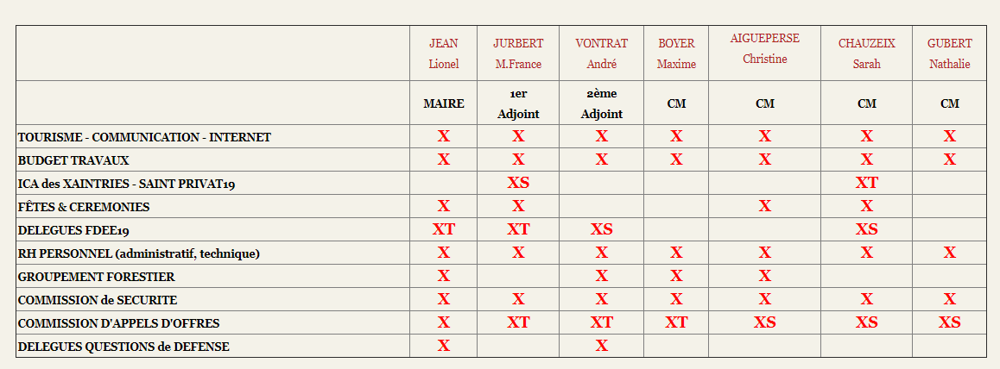 JEAN JURBERT VONTRAT BOYER AIGUEPERSE CHAUZEIX GUBERT
Lionel M.France André Maxime Christine Sarah Nathalie
MAIRE 1er Adjoint 2ème Adjoint CM CM CM CM
TOURISME - COMMUNICATION - INTERNET X X X X X X X
BUDGET TRAVAUX X X X X X X X
ICA des XAINTRIES - SAINT PRIVAT19 XS XT
FÊTES & CEREMONIES X X X X
DELEGUES FDEE19 XT XT XS XS
RH PERSONNEL (administratif, technique) X X X X X X X
GROUPEMENT FORESTIER X X X X
COMMISSION de SECURITE X X X X X X X
COMMISSION D'APPELS D'OFFRES X XT XT XT XS XS XS
DELEGUES QUESTIONS de DEFENSE X X